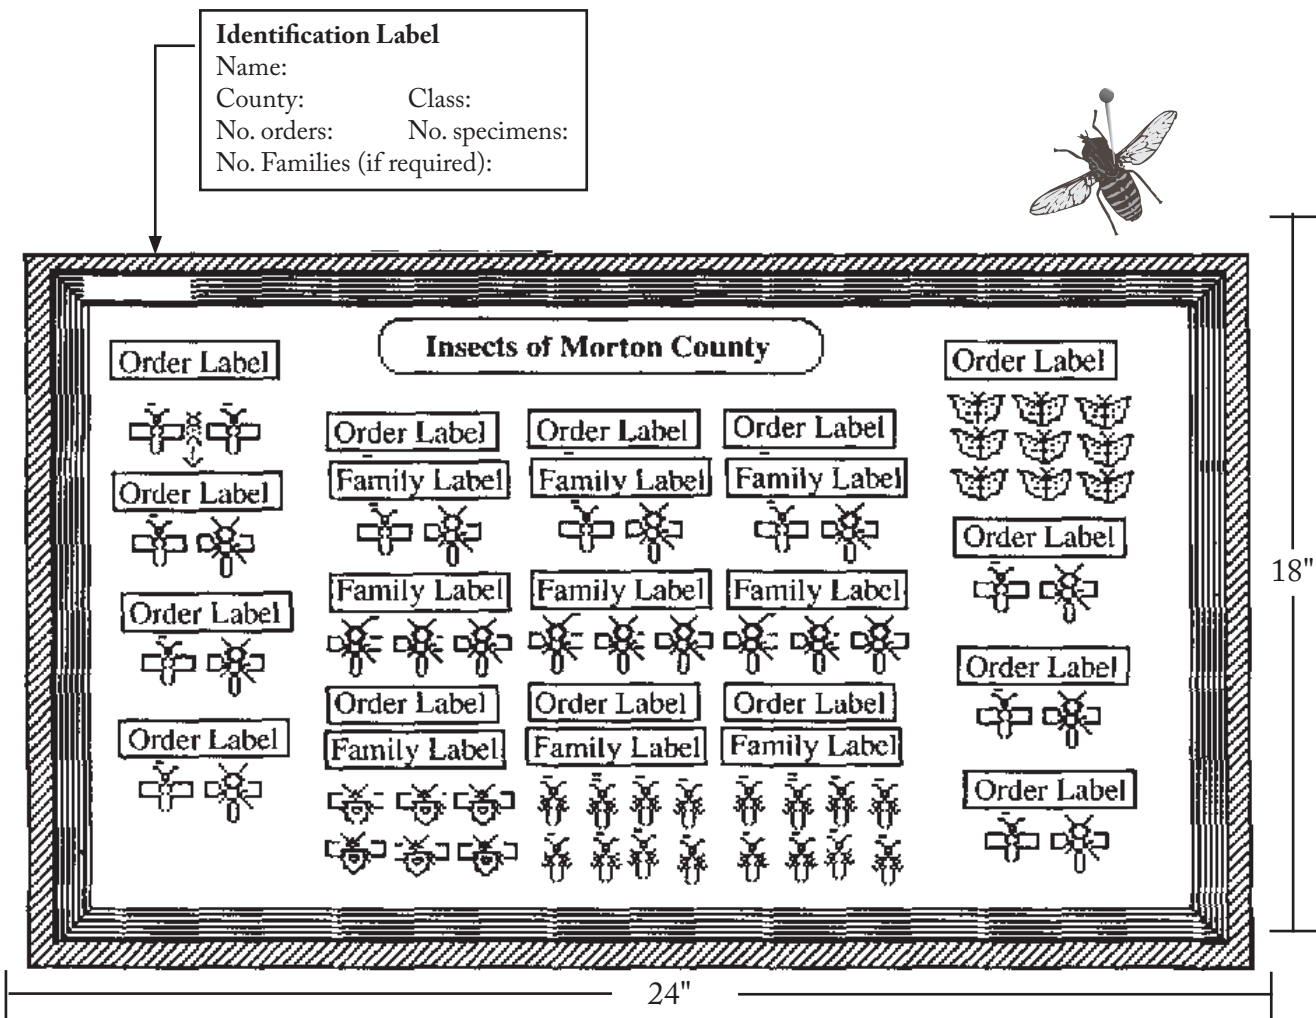 Identification Label
Name:
County: Class:
No. orders: No. specimens:
No. Families (if required):
Insects of Morton County
Order Label
Order Label
Order Label
Order Label
Order Label Order Label Order Label
Family Label Family Label Family Label
Family Label Family Label Family Label
Order Label Order Label Order Label
Family Label Family Label Family Label
Order Label
Order Label
Order Label
Order Label
18"
24"